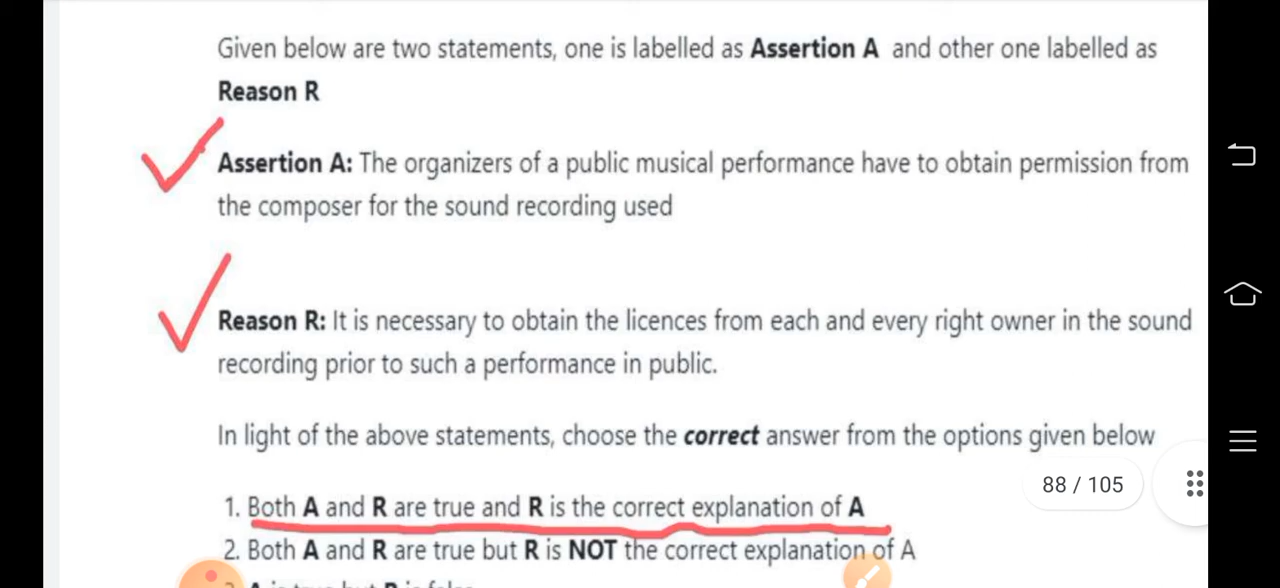 Given below are two statements, one is labelled as Assertion A and other one labelled as
Reason R
Assertion A: The organizers of a public musical performance have to obtain permission from
the composer for the sound recording used
Reason R: It is necessary to obtain the licences from each and every right owner in the sound
recording prior to such a performance in public.
In light of the above statements, choose the correct answer from the options given below
88 / 105
1. Both A and R are true and R is the correct explanation of A
2. Both A and R are true but R is NOT the correct explanation of A
A is true but R is false